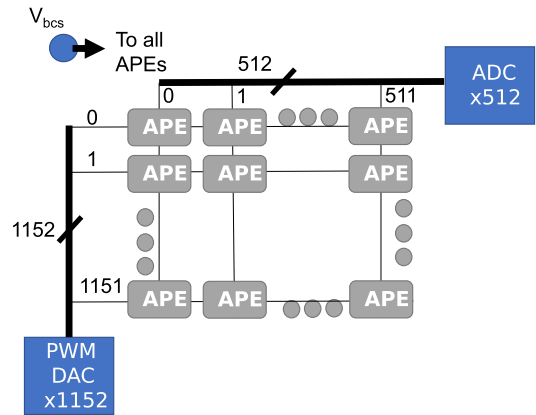 Vbcs
To all
APEs
512
ADC
x512
0
1
511
0
APE
APE
APE
1
APE
APE
APE
1152
1151
APE
APE
APE
PWM
DAC
x1152